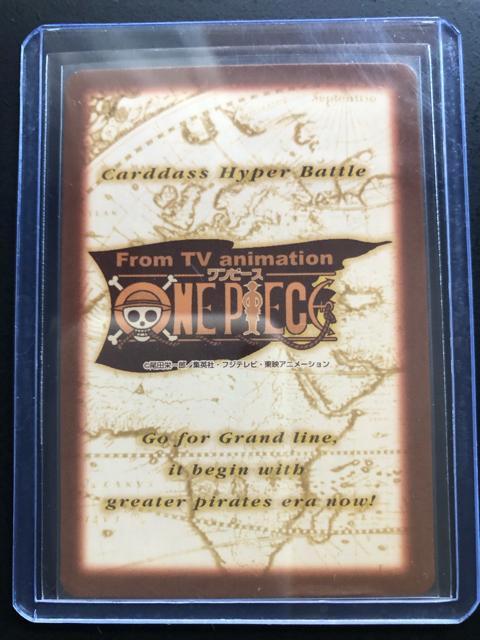 Septentrio
Carddass Hyper Battle
From TV animation
ワンピース
ONE PIECE
©尾田栄一郎/集英社・フジテレビ・東映アニメーション
Go for Grand line,
it begin with
greater pirates era now!